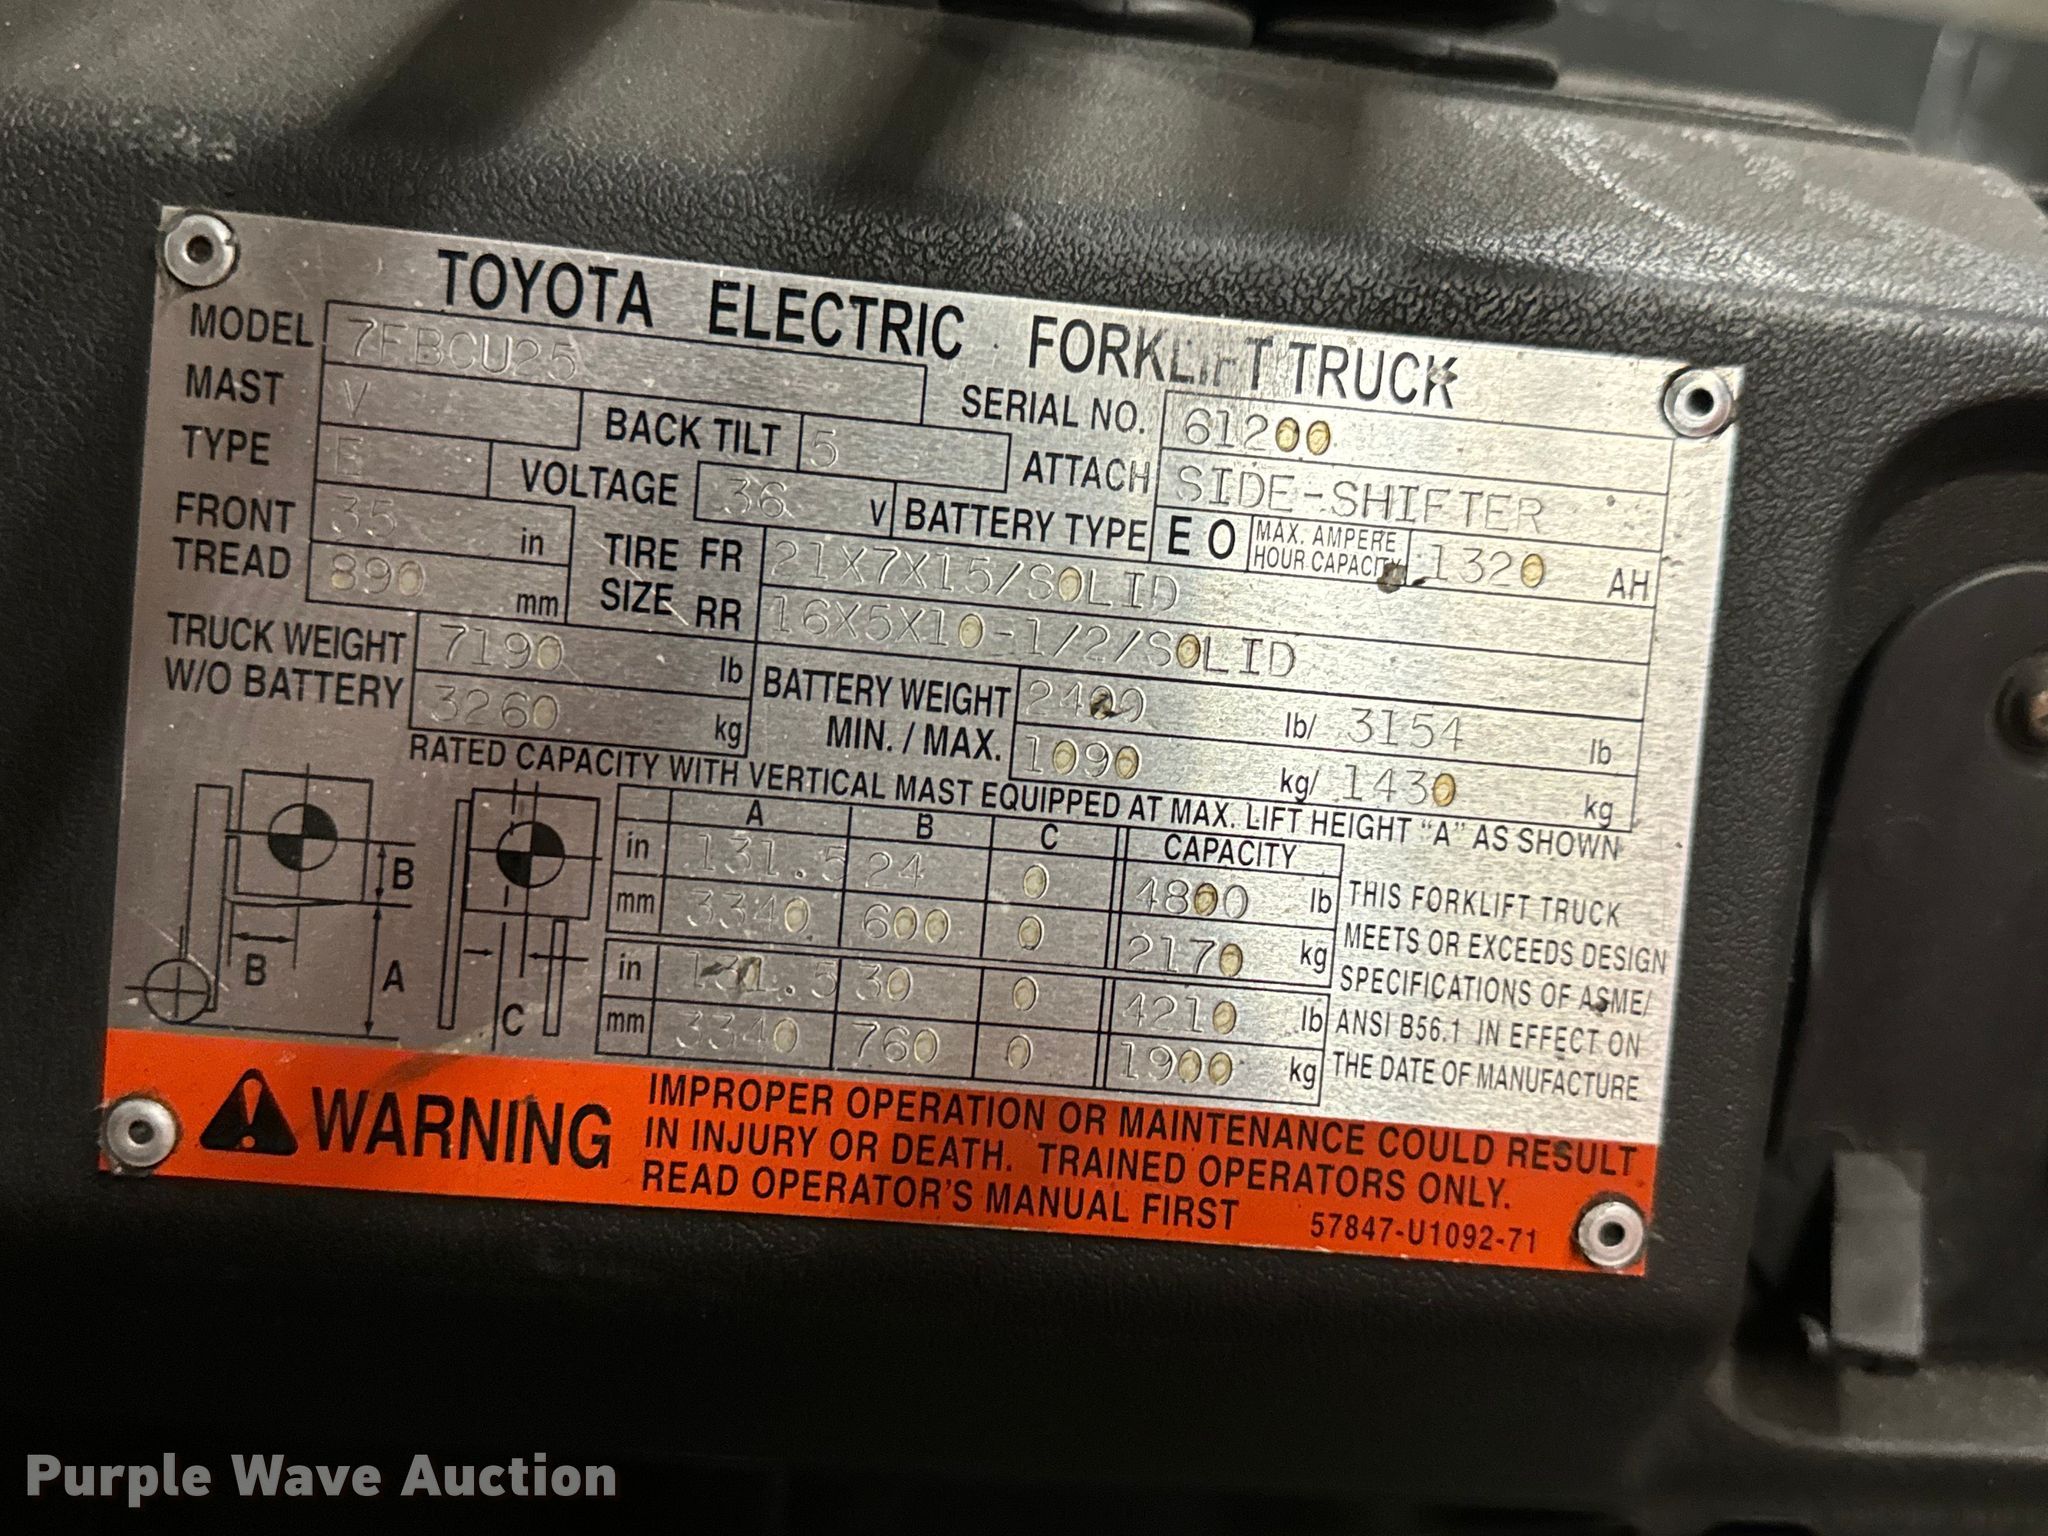 TOYOTA ELECTRIC FORKLIFT TRUCK
MODEL 7FBCU25 SERIAL NO. 61200
MAST V BACK TILT 5 ATTACH SIDE-SHIFTER
TYPE E VOLTAGE 36 V BATTERY TYPE E O MAX. AMPERE HOUR CAPACITY 1320 AH
FRONT TREAD 35 in TIRE SIZE FR 21X7X15/SOLID
890 mm RR 16X5X10-1/2/SOLID
TRUCK WEIGHT W/O BATTERY 7190 lb BATTERY WEIGHT MIN. / MAX. 2400 lb/ 3154 lb
3260 kg 1090 kg/ 1430 kg
RATED CAPACITY WITH VERTICAL MAST EQUIPPED AT MAX. LIFT HEIGHT "A" AS SHOWN
A B C CAPACITY
in 131.5 24 0 4800 lb
mm 3340 600 0 2170 kg
in 131.5 30 0 4210 lb
mm 3340 760 0 1900 kg
B
B
A
C
THIS FORKLIFT TRUCK
MEETS OR EXCEEDS DESIGN
SPECIFICATIONS OF ASME/
ANSI B56.1 IN EFFECT ON
THE DATE OF MANUFACTURE
WARNING
IMPROPER OPERATION OR MAINTENANCE COULD RESULT
IN INJURY OR DEATH. TRAINED OPERATORS ONLY.
READ OPERATOR'S MANUAL FIRST
57847-U1092-71
Purple Wave Auction